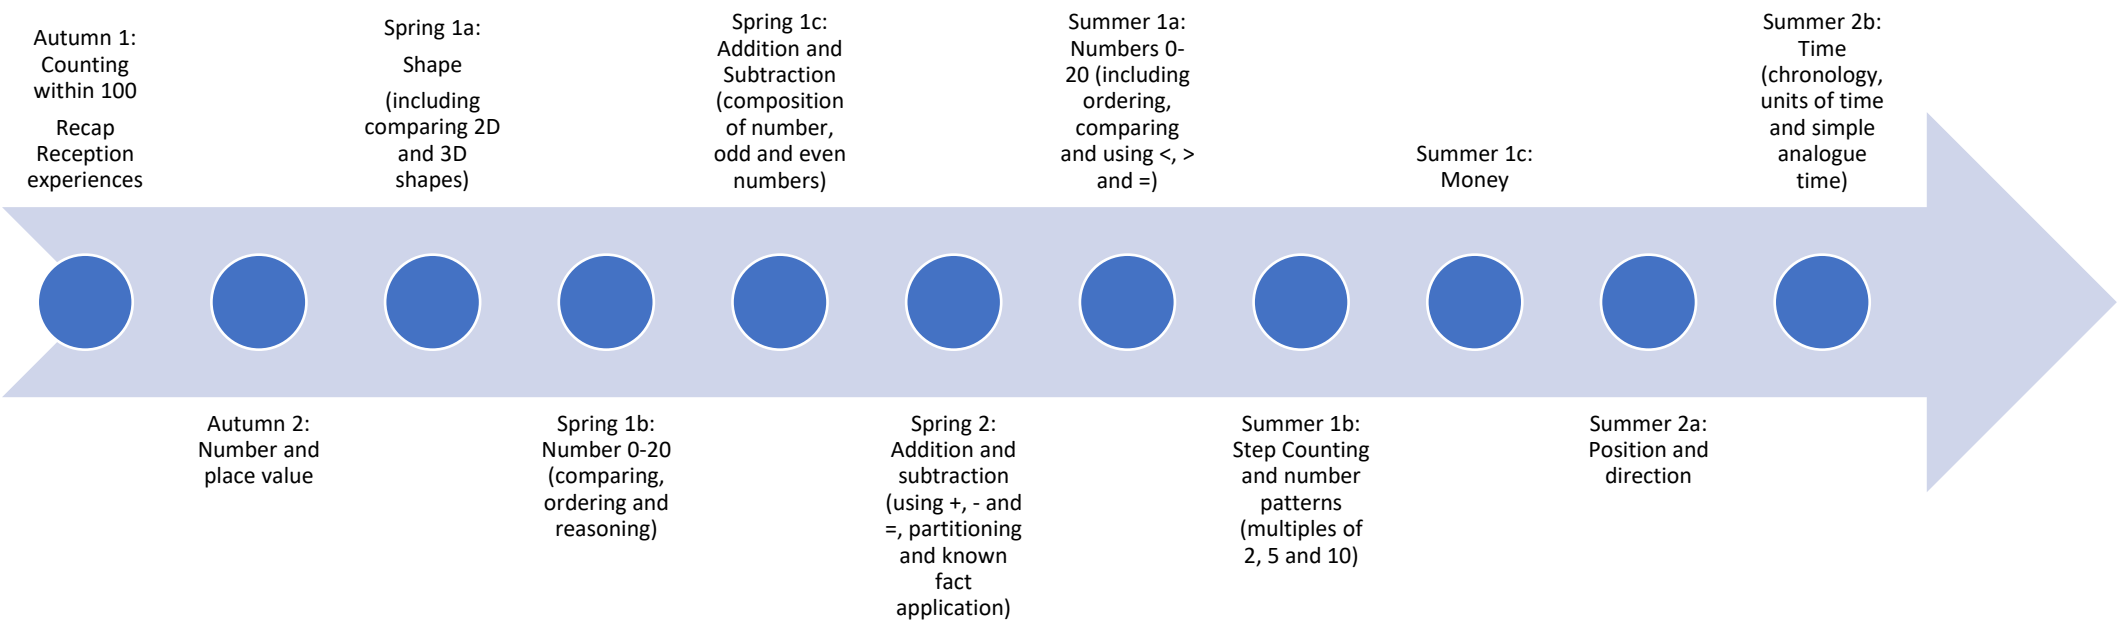 Autumn 1:
Counting
within 100
Recap
Reception
experiences
Autumn 2:
Number and
place value
Spring 1a:
Shape
(including
comparing 2D
and 3D
shapes)
Spring 1b:
Number 0-20
(comparing,
ordering and
reasoning)
Spring 1c:
Addition and
Subtraction
(composition
of number,
odd and even
numbers)
Spring 2:
Addition and
subtraction
(using +, - and
=, partitioning
and known
fact
application)
Summer 1a:
Numbers 0-
20 (including
ordering,
comparing
and using <, >
and =)
Summer 1b:
Step Counting
and number
patterns
(multiples of
2, 5 and 10)
Summer 1c:
Money
Summer 2a:
Position and
direction
Summer 2b:
Time
(chronology,
units of time
and simple
analogue
time)